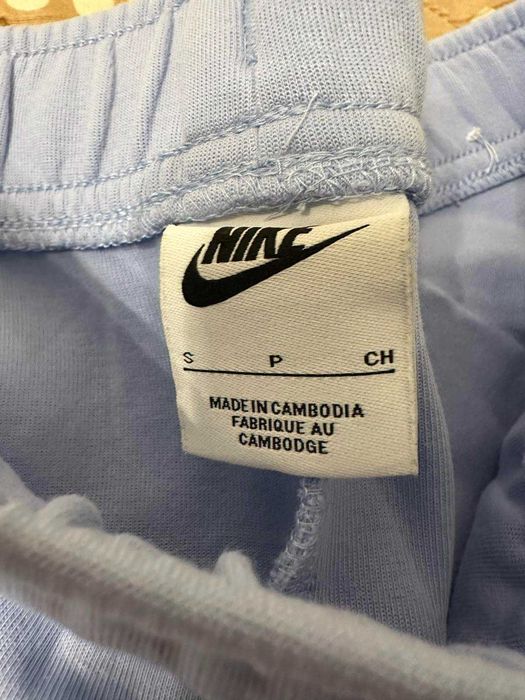 NIKE
S P CH
MADE IN CAMBODIA
FABRIQUE AU
CAMBODGE